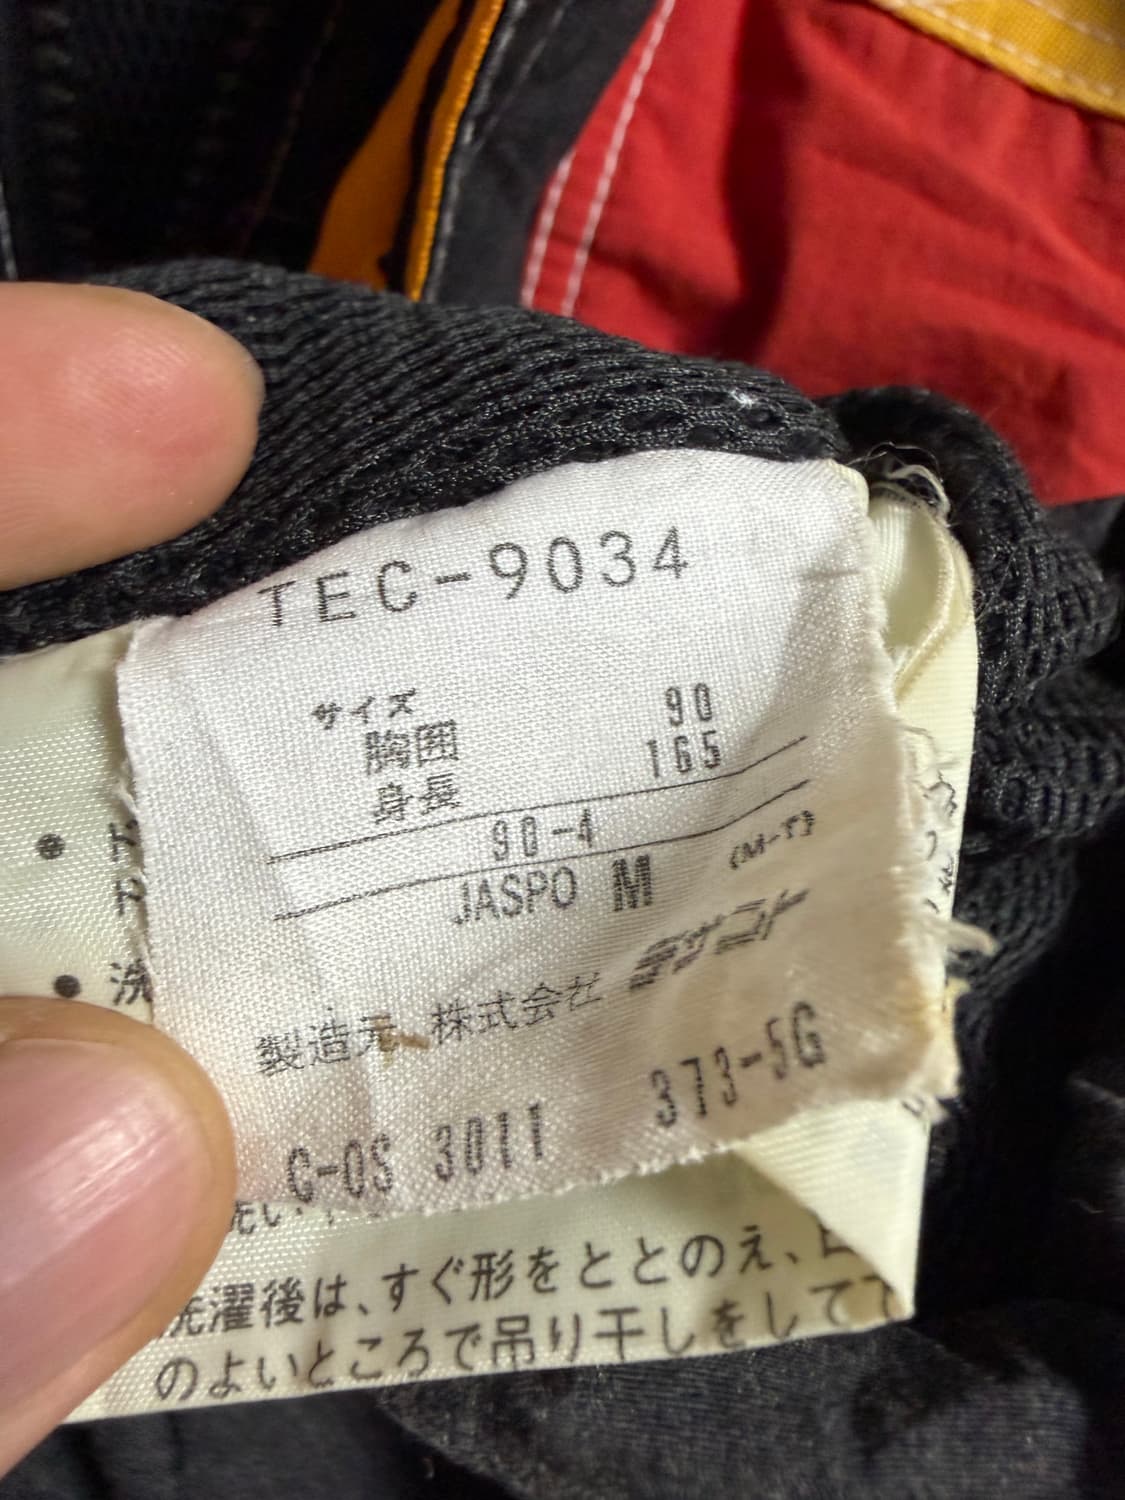 TEC-9034
サイズ
胸囲 90
身長 165
90-4
JASPO M (M-T)
製造元 株式会社
C-OS 3011 373-5G
洗
洗濯後は、すぐ形をととのえ、
のよいところで吊り干しをして